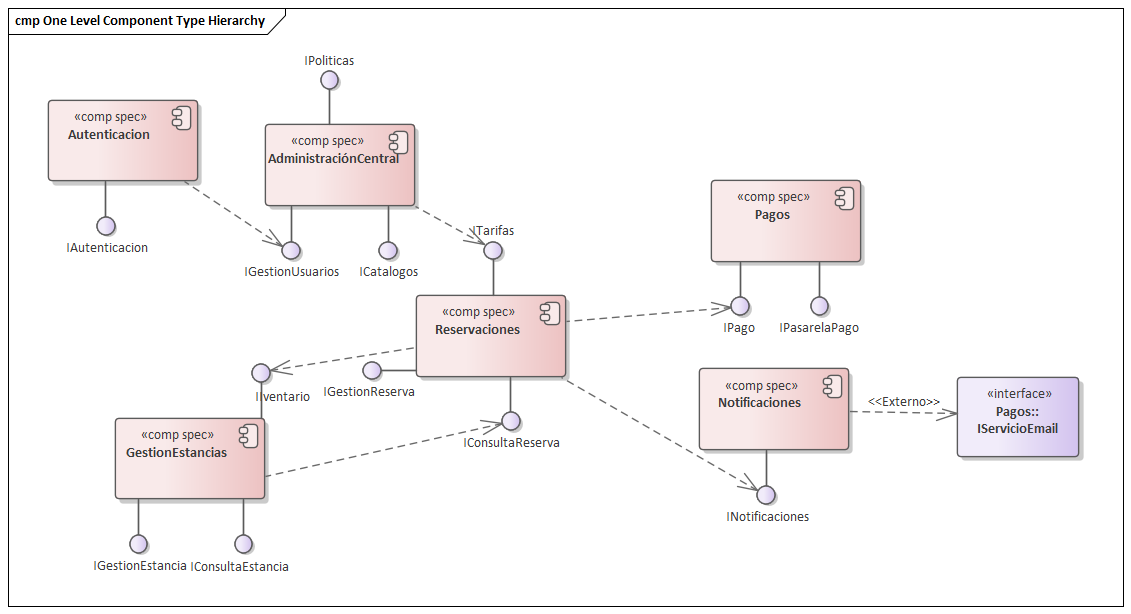 cmp One Level Component Type Hierarchy
IPoliticas
«comp spec»
Autenticacion
«comp spec»
AdministraciónCentral
IAutenticacion
IGestionUsuarios
ICatalogos
ITarifas
«comp spec»
Pagos
IPago
IPasarelaPago
«comp spec»
Reservaciones
IInventario
IGestionReserva
IConsultaReserva
«comp spec»
Notificaciones
<<Externo>>
«interface»
Pagos::
IServicioEmail
«comp spec»
GestionEstancias
INotificaciones
IGestionEstancia
IConsultaEstancia